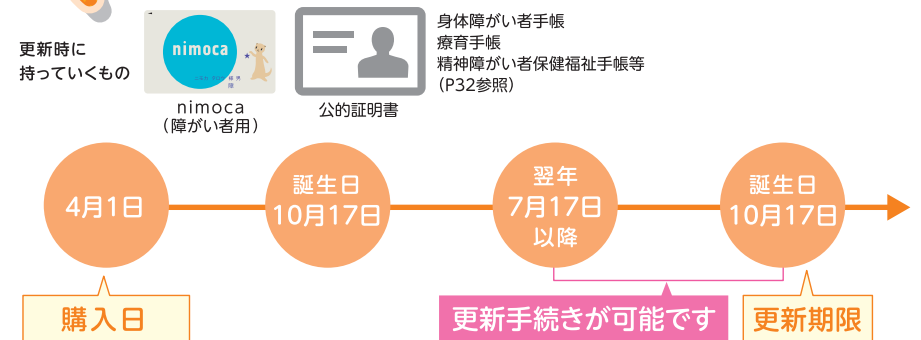 更新時に
持っていくもの
nimoca
nimoca
（障がい者用）
公的証明書
身体障がい者手帳
療育手帳
精神障がい者保健福祉手帳等
（P32参照）
4月1日
誕生日
10月17日
翌年
7月17日
以降
誕生日
10月17日
購入日
更新手続きが可能です
更新期限